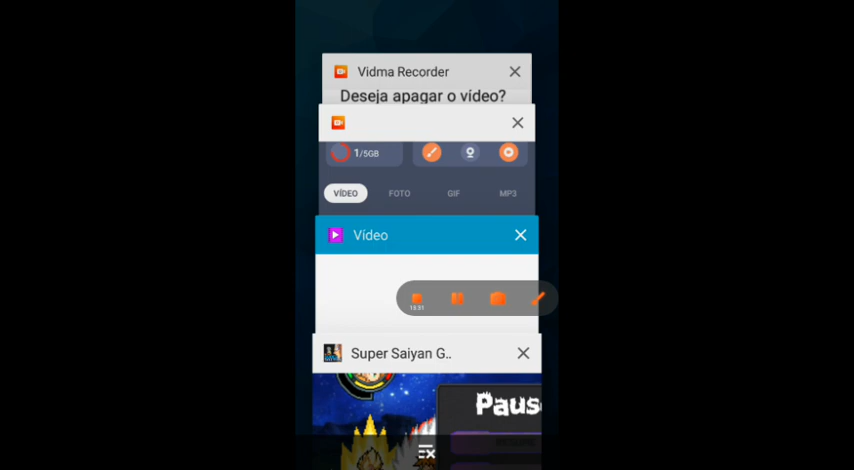 Vidma Recorder
Deseja apagar o vídeo?
1/5GB
VÍDEO FOTO GIF MP3
Vídeo
Super Saiyan G..
Paus